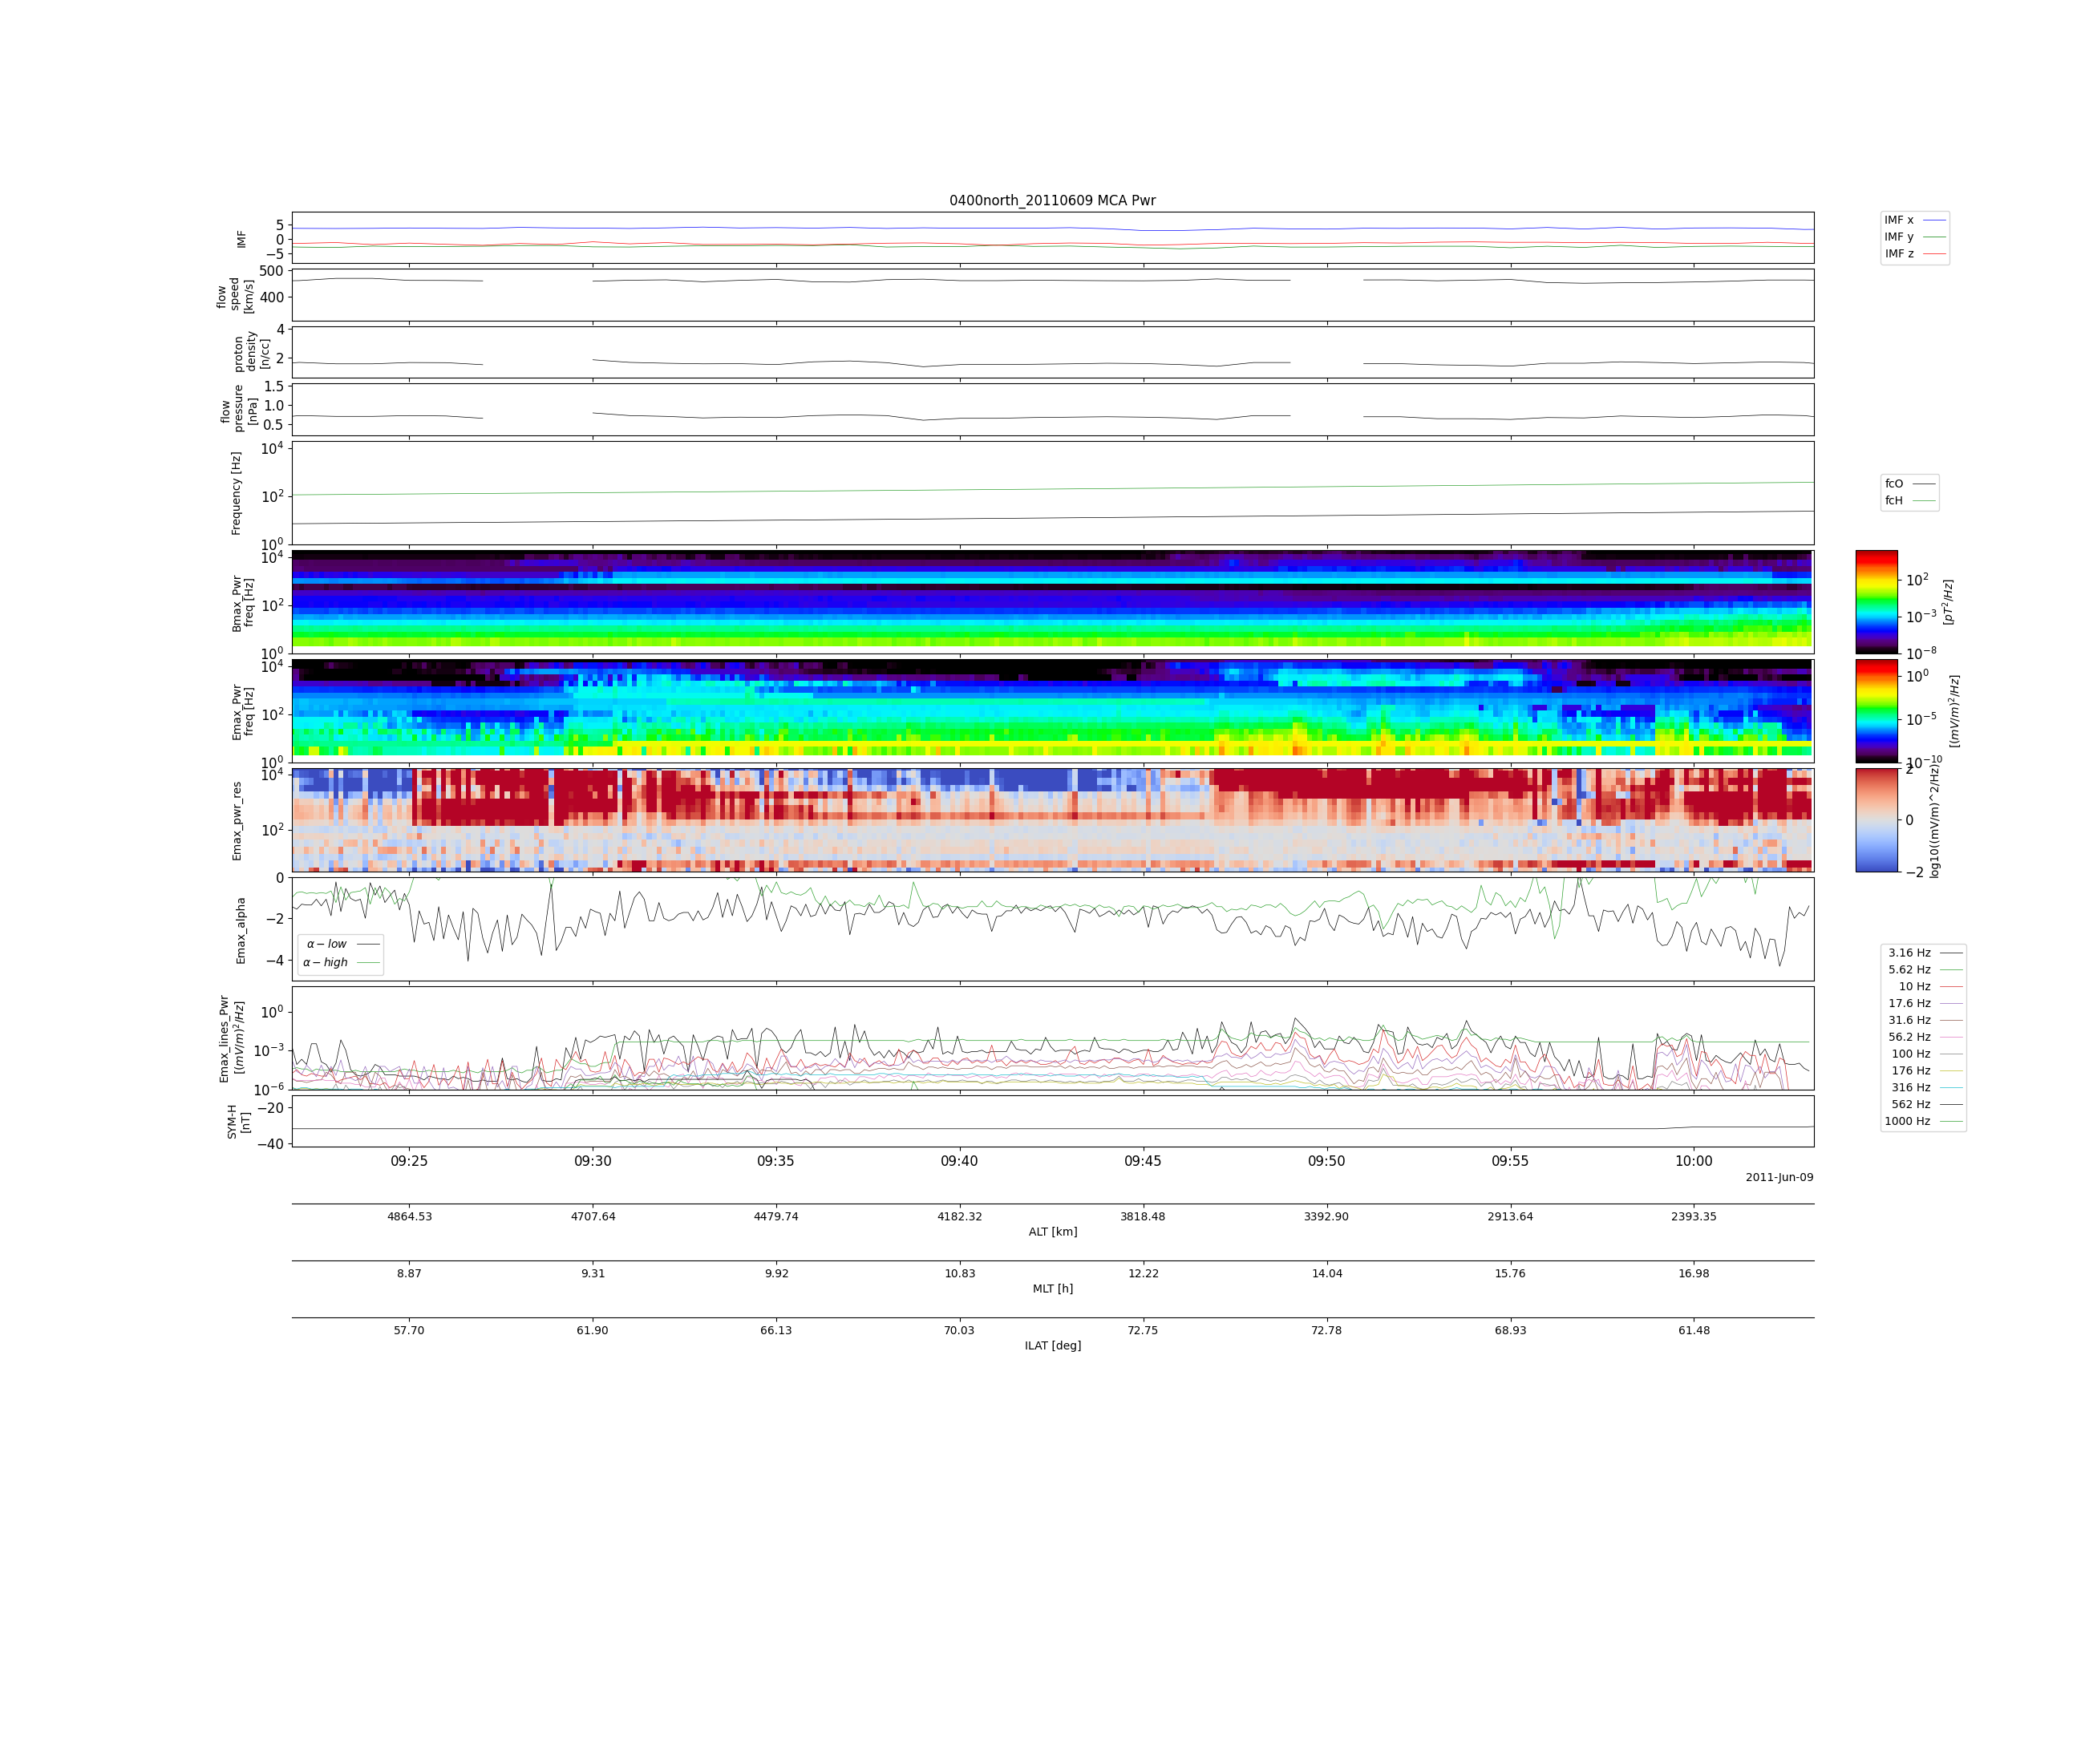 0400north_20110609 MCA Pwr
IMF
5
0
−5
IMF x
IMF y
IMF z
flow
speed
[km/s]
500
400
proton
density
[n/cc]
4
2
flow
pressure
[nPa]
1.5
1.0
0.5
Frequency [Hz]
10^4
10^2
10^0
fcO
fcH
Bmax_Pwr
freq [Hz]
10^4
10^2
10^0
10^2
10^−3
10^−8
[pT^2/Hz]
Emax_Pwr
freq [Hz]
10^4
10^2
10^0
10^0
10^−5
10^−10
[(mV/m)^2/Hz]
Emax_pwr_res
10^4
10^2
2
0
−2
log10((mV/m)^2/Hz)
Emax_alpha
0
−2
−4
α − low
α − high
Emax_lines_Pwr
[(mV/m)^2/Hz]
10^0
10^−3
10^−6
3.16 Hz
5.62 Hz
10 Hz
17.6 Hz
31.6 Hz
56.2 Hz
100 Hz
176 Hz
316 Hz
562 Hz
1000 Hz
SYM-H
[nT]
−20
−40
09:25 09:30 09:35 09:40 09:45 09:50 09:55 10:00
2011-Jun-09
4864.53 4707.64 4479.74 4182.32 3818.48 3392.90 2913.64 2393.35
ALT [km]
8.87 9.31 9.92 10.83 12.22 14.04 15.76 16.98
MLT [h]
57.70 61.90 66.13 70.03 72.75 72.78 68.93 61.48
ILAT [deg]